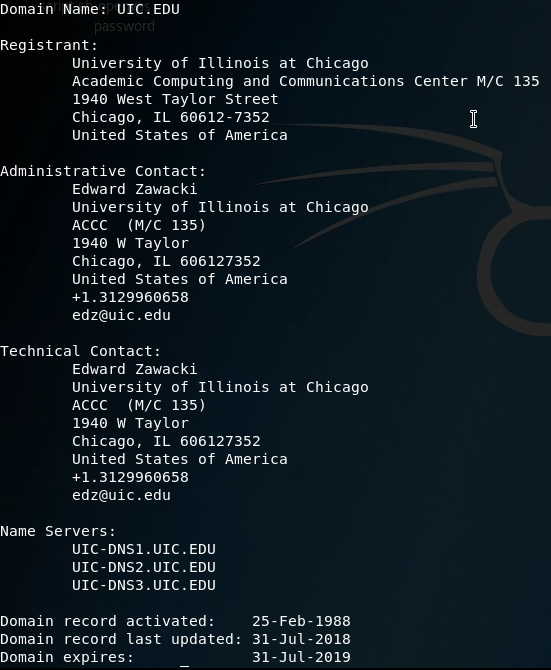 Domain Name: UIC.EDU
password
Registrant:
University of Illinois at Chicago
Academic Computing and Communications Center M/C 135
1940 West Taylor Street
Chicago, IL 60612-7352
United States of America
Administrative Contact:
Edward Zawacki
University of Illinois at Chicago
ACCC  (M/C 135)
1940 W Taylor
Chicago, IL 606127352
United States of America
+1.3129960658
edz@uic.edu
Technical Contact:
Edward Zawacki
University of Illinois at Chicago
ACCC  (M/C 135)
1940 W Taylor
Chicago, IL 606127352
United States of America
+1.3129960658
edz@uic.edu
Name Servers:
UIC-DNS1.UIC.EDU
UIC-DNS2.UIC.EDU
UIC-DNS3.UIC.EDU
Domain record activated:    25-Feb-1988
Domain record last updated: 31-Jul-2018
Domain expires:             31-Jul-2019